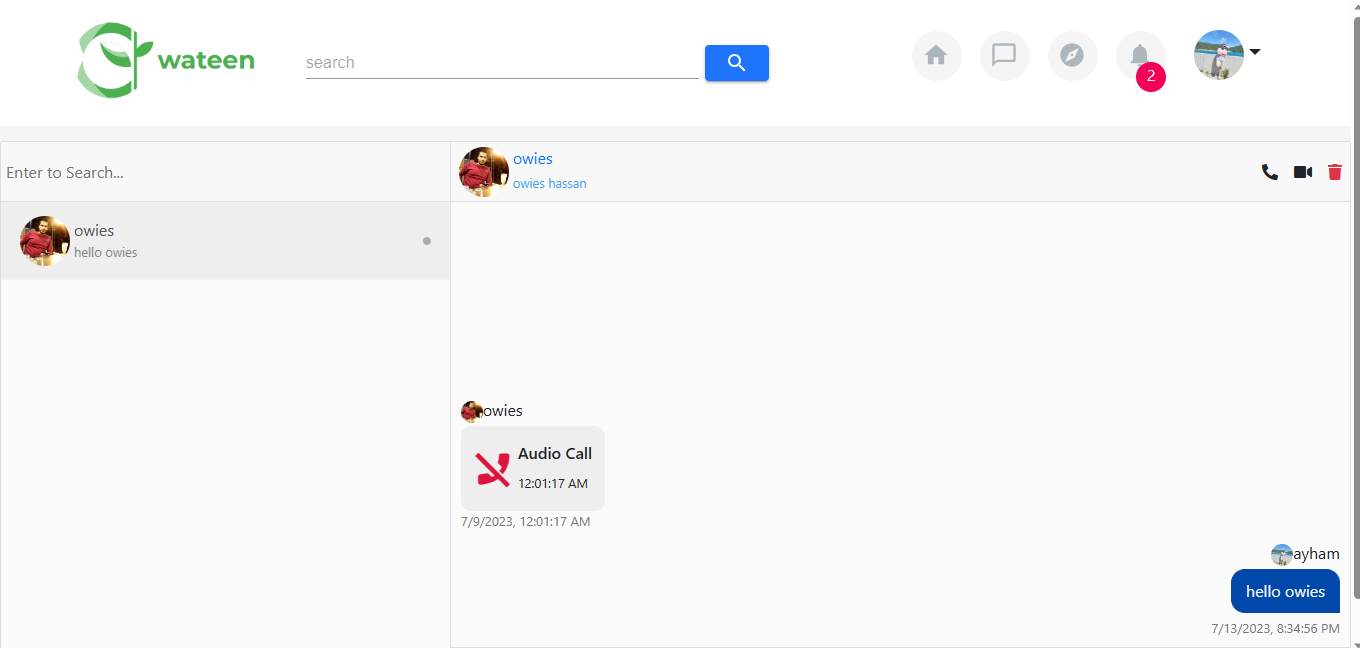 wateen
search
2
Enter to Search...
owies
hello owies
owies
owies hassan
owies
Audio Call
12:01:17 AM
7/9/2023, 12:01:17 AM
ayham
hello owies
7/13/2023, 8:34:56 PM